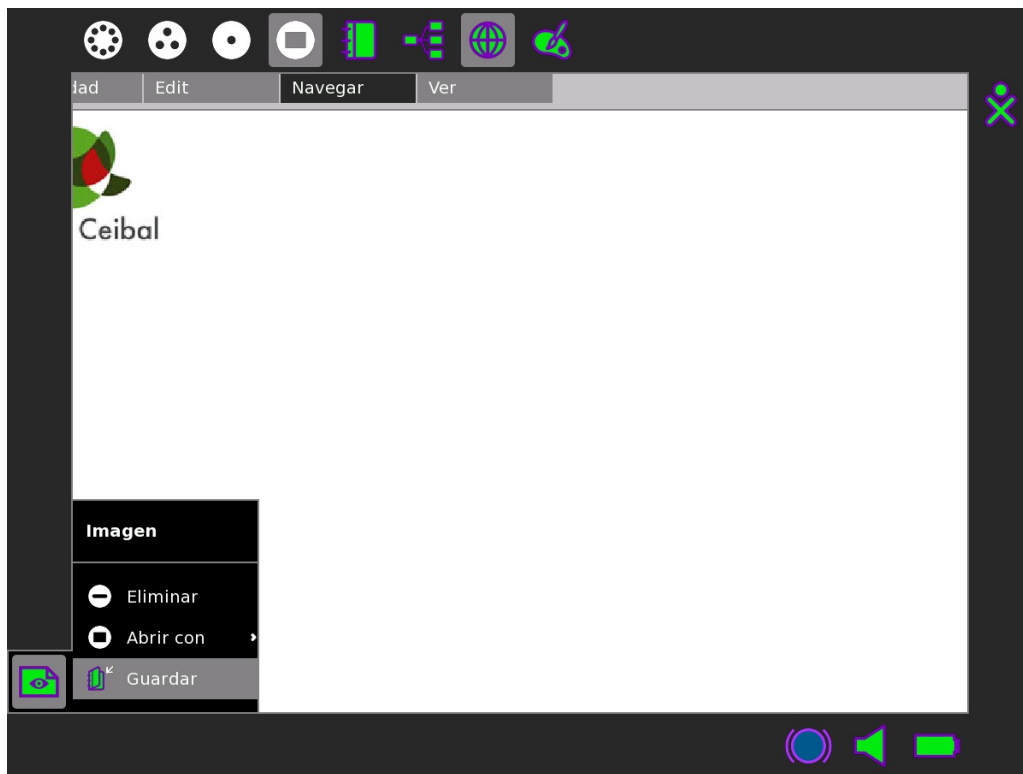 dad Edit Navegar Ver
Ceibal
Imagen
Eliminar
Abrir con
Guardar